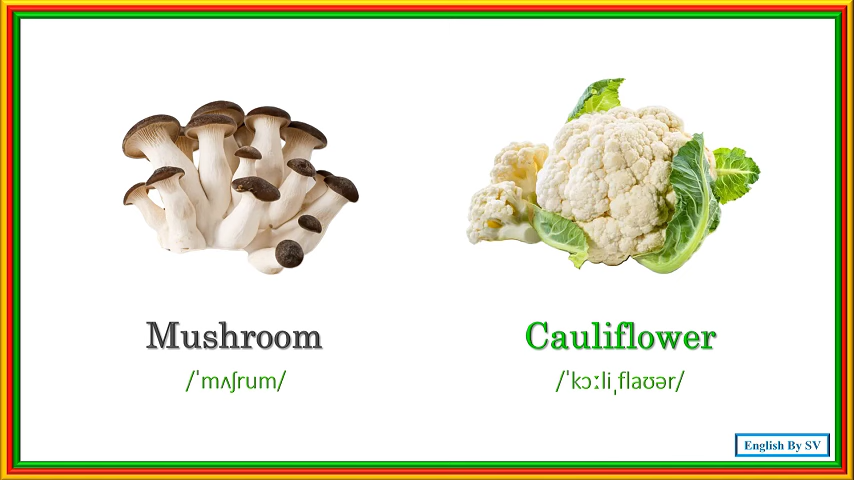 Mushroom
/ˈmʌʃrum/
Cauliflower
/ˈkɔːliˌflaʊər/
English By SV